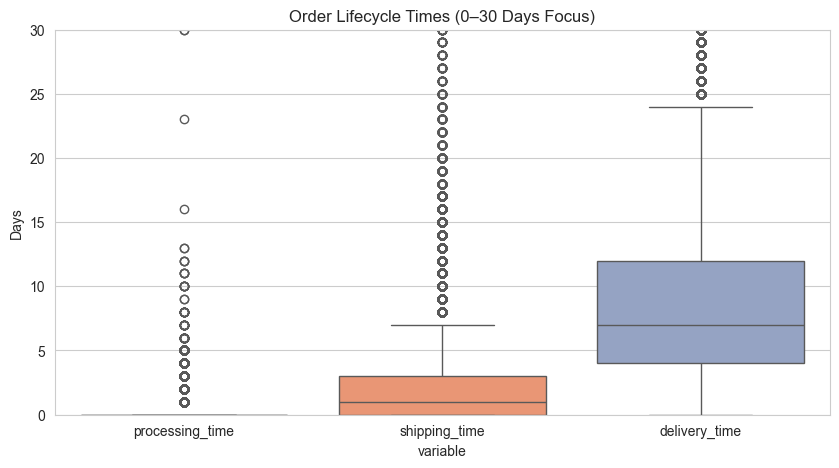 Order Lifecycle Times (0–30 Days Focus)
30
25
20
15
10
5
0
Days
processing_time
shipping_time
delivery_time
variable